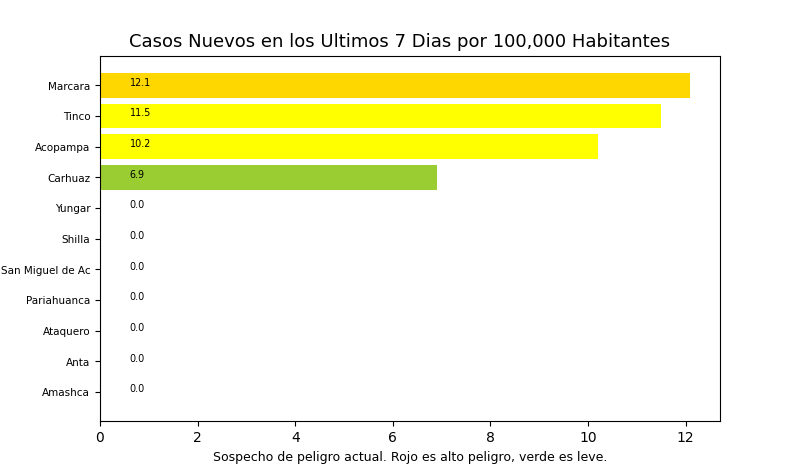 Casos Nuevos en los Ultimos 7 Dias por 100,000 Habitantes
Marcara 12.1
Tinco 11.5
Acopampa 10.2
Carhuaz 6.9
Yungar 0.0
Shilla 0.0
San Miguel de Ac 0.0
Pariahuanca 0.0
Ataquero 0.0
Anta 0.0
Amashca 0.0
0 2 4 6 8 10 12
Sospecho de peligro actual. Rojo es alto peligro, verde es leve.